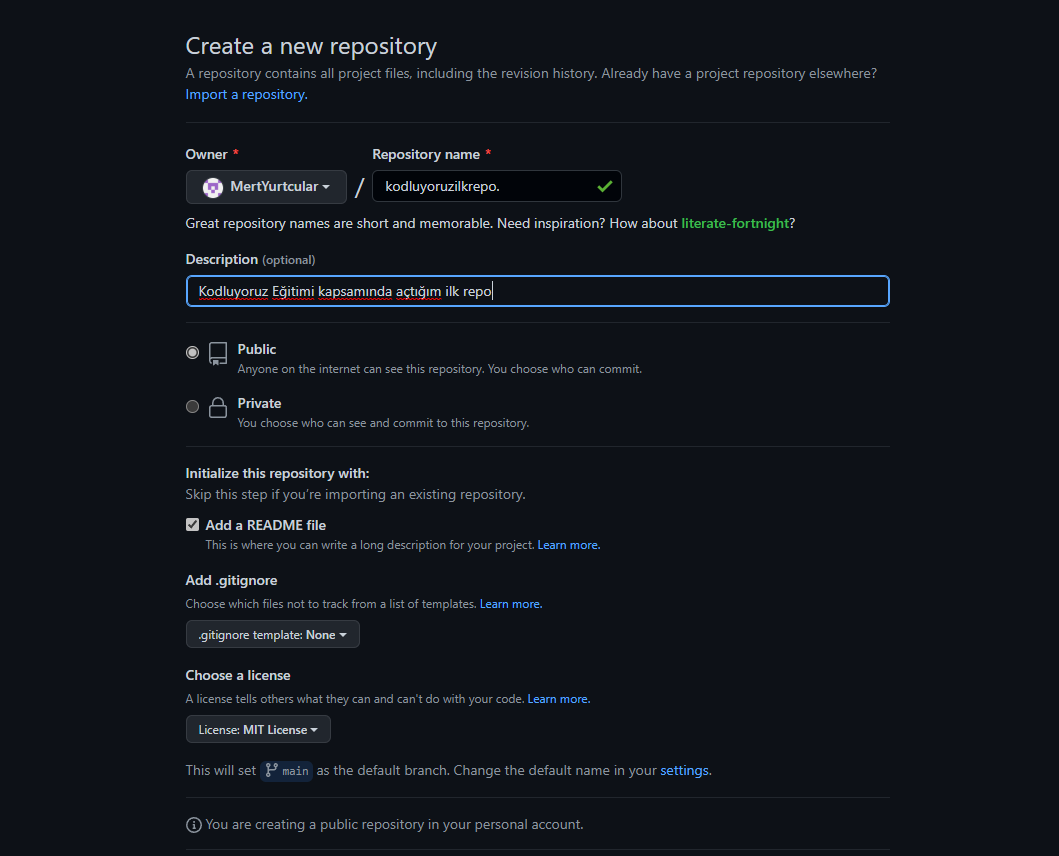 Create a new repository
A repository contains all project files, including the revision history. Already have a project repository elsewhere?
Import a repository.
Owner *
Repository name *
MertYurtcular
/
kodluyoruzilkrepo.
Great repository names are short and memorable. Need inspiration? How about literate-fortnight?
Description (optional)
Kodluyoruz Eğitimi kapsamında açtığım ilk repo
Public
Anyone on the internet can see this repository. You choose who can commit.
Private
You choose who can see and commit to this repository.
Initialize this repository with:
Skip this step if you're importing an existing repository.
Add a README file
This is where you can write a long description for your project. Learn more.
Add .gitignore
Choose which files not to track from a list of templates. Learn more.
.gitignore template: None
Choose a license
A license tells others what they can and can't do with your code. Learn more.
License: MIT License
This will set main as the default branch. Change the default name in your settings.
You are creating a public repository in your personal account.